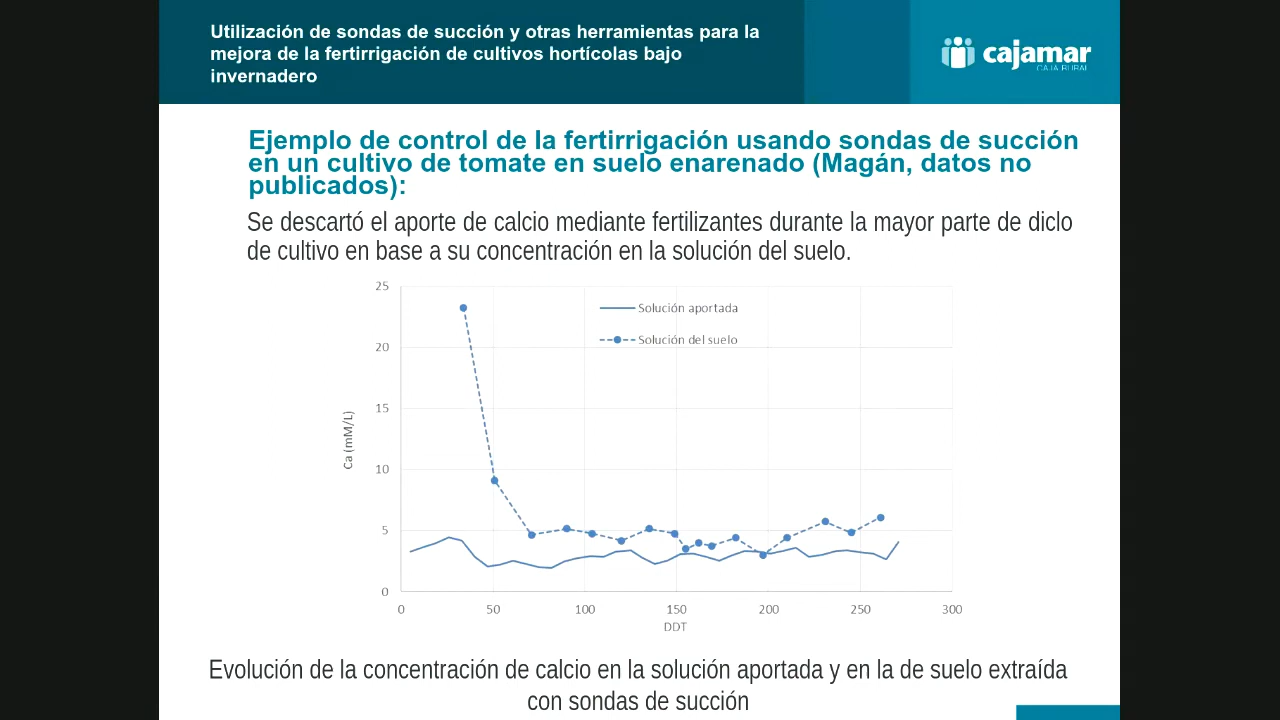 Utilización de sondas de succión y otras herramientas para la
mejora de la fertirrigación de cultivos hortícolas bajo
invernadero
cajamar
CAJA RURAL
Ejemplo de control de la fertirrigación usando sondas de succión
en un cultivo de tomate en suelo enarenado (Magán, datos no
publicados):
Se descartó el aporte de calcio mediante fertilizantes durante la mayor parte de diclo
de cultivo en base a su concentración en la solución del suelo.
25
20
15
10
5
0
Ca (mM/L)
Solución aportada
Solución del suelo
0 50 100 150 200 250 300
DDT
Evolución de la concentración de calcio en la solución aportada y en la de suelo extraída
con sondas de succión